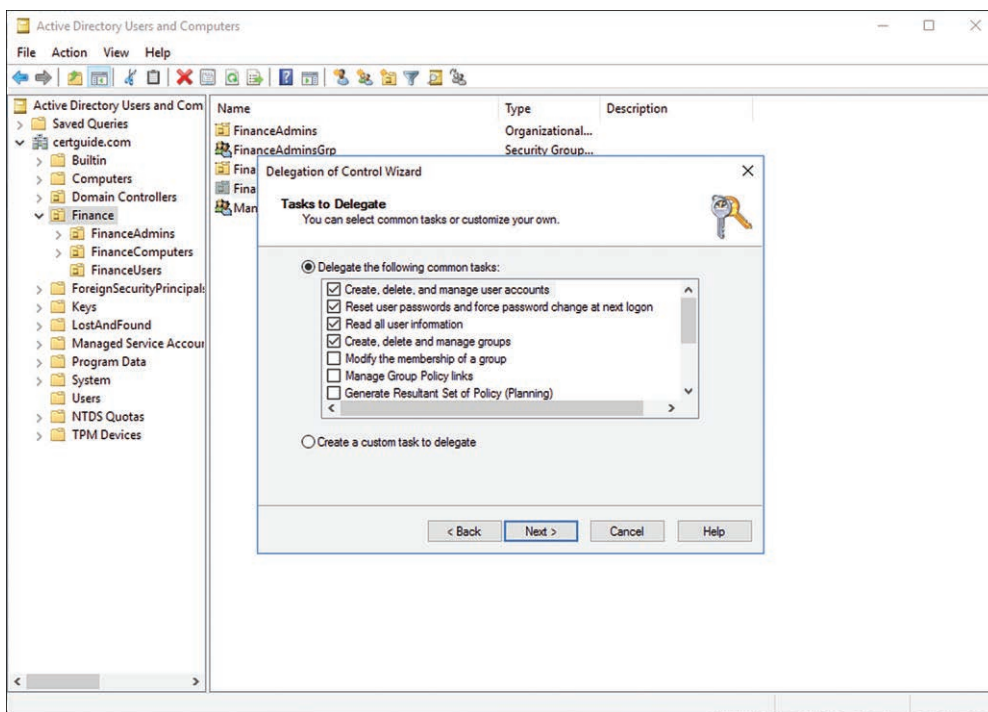 Active Directory Users and Computers
File Action View Help
Active Directory Users and Com
Saved Queries
certguide.com
Builtin
Computers
Domain Controllers
Finance
FinanceAdmins
FinanceComputers
FinanceUsers
ForeignSecurityPrincipals
Keys
LostAndFound
Managed Service Accour
Program Data
System
Users
NTDS Quotas
TPM Devices
Name Type Description
FinanceAdmins Organizational...
FinanceAdminsGrp Security Group...
Fina
Fina
Man
Delegation of Control Wizard
Tasks to Delegate
You can select common tasks or customize your own.
Delegate the following common tasks:
Create, delete, and manage user accounts
Reset user passwords and force password change at next logon
Read all user information
Create, delete and manage groups
Modify the membership of a group
Manage Group Policy links
Generate Resultant Set of Policy (Planning)
Create a custom task to delegate
< Back Next > Cancel Help